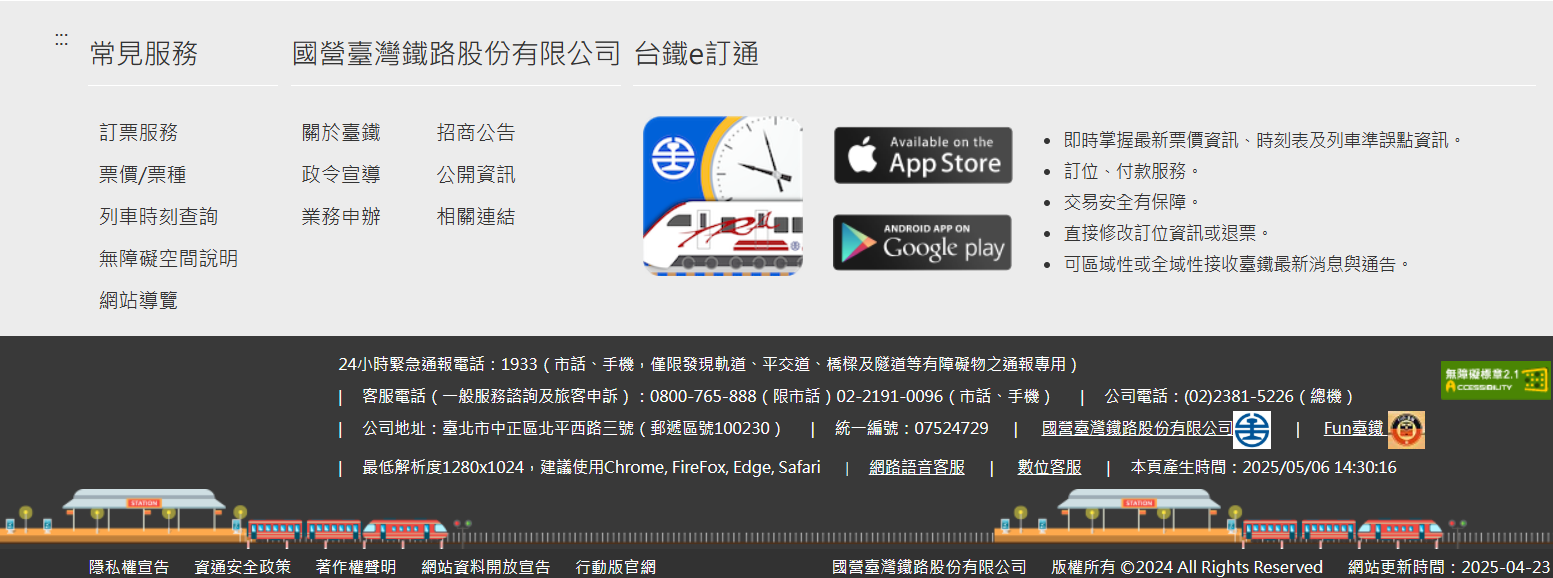 :::
常見服務
訂票服務
票價/票種
列車時刻查詢
無障礙空間說明
網站導覽
國營臺灣鐵路股份有限公司
關於臺鐵
政令宣導
業務申辦
招商公告
公開資訊
相關連結
台鐵e訂通
Available on the
App Store
ANDROID APP ON
Google play
即時掌握最新票價資訊、時刻表及列車準誤點資訊。
訂位、付款服務。
交易安全有保障。
直接修改訂位資訊或退票。
可區域性或全域性接收臺鐵最新消息與通告。
24小時緊急通報電話：1933（市話、手機，僅限發現軌道、平交道、橋樑及隧道等有障礙物之通報專用）
| 客服電話（一般服務諮詢及旅客申訴）：0800-765-888（限市話）02-2191-0096（市話、手機） | 公司電話：(02)2381-5226（總機）
| 公司地址：臺北市中正區北平西路三號（郵遞區號100230） | 統一編號：07524729 | 國營臺灣鐵路股份有限公司 | Fun臺鐵
| 最低解析度1280x1024，建議使用Chrome, FireFox, Edge, Safari | 網路語音客服 | 數位客服 | 本頁產生時間：2025/05/06 14:30:16
無障礙標章2.1
ACCESSIBILITY
STATION
STATION
隱私權宣告 資通安全政策 著作權聲明 網站資料開放宣告 行動版官網 國營臺灣鐵路股份有限公司 版權所有 ©2024 All Rights Reserved 網站更新時間：2025-04-23